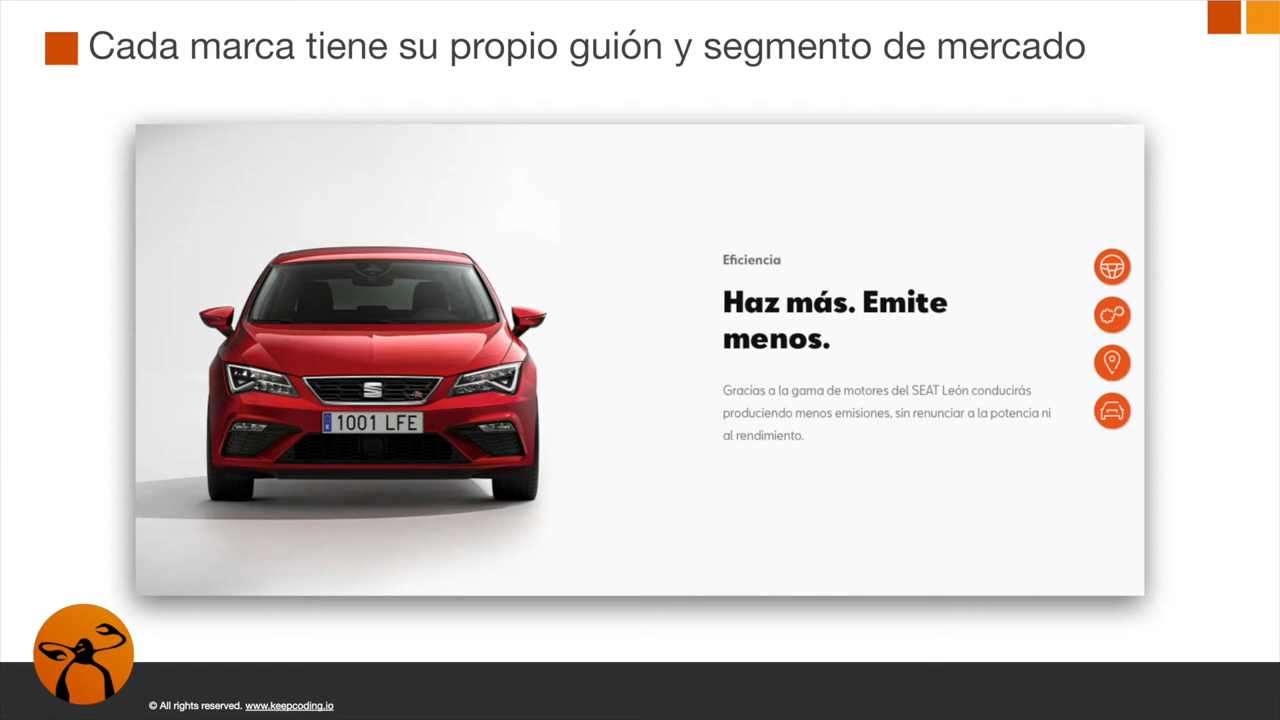 Cada marca tiene su propio guión y segmento de mercado
Eficiencia
Haz más. Emite
menos.
Gracias a la gama de motores del SEAT León conducirás
produciendo menos emisiones, sin renunciar a la potencia ni
al rendimiento.
1001 LFE
© All rights reserved. www.keepcoding.io